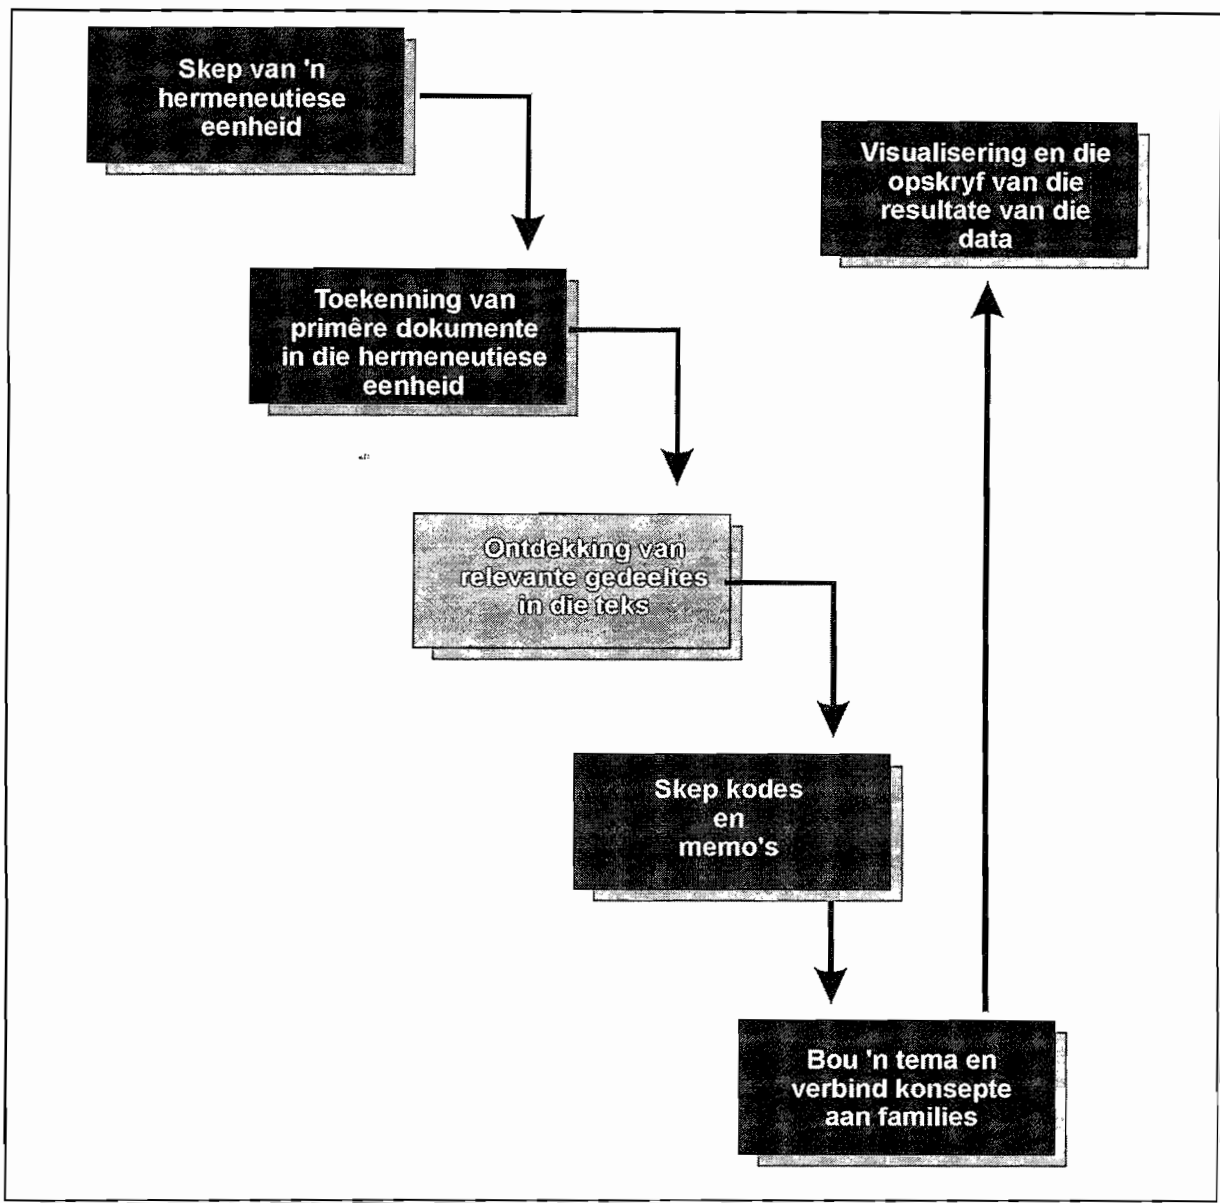 Skep van 'n
hermeneutiese
eenheid
Toekenning van
primêre dokumente
in die hermeneutiese
eenheid
Ontdekking van
relevante gedeeltes
in die teks
Skep kodes
en
memo's
Bou 'n tema en
verbind konsepte
aan families
Visualisering en die
opskryf van die
resultate van die
data